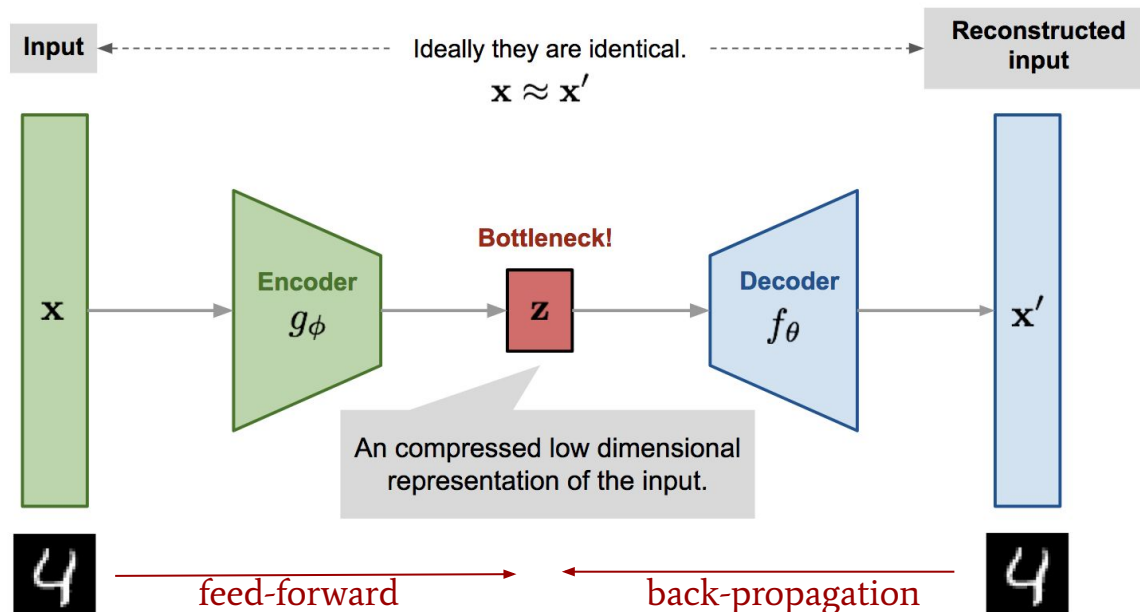 Input
Ideally they are identical.
x ≈ x′
Reconstructed
input
x
Encoder
gϕ
Bottleneck!
z
Decoder
fθ
x′
An compressed low dimensional
representation of the input.
4
feed-forward
back-propagation
4